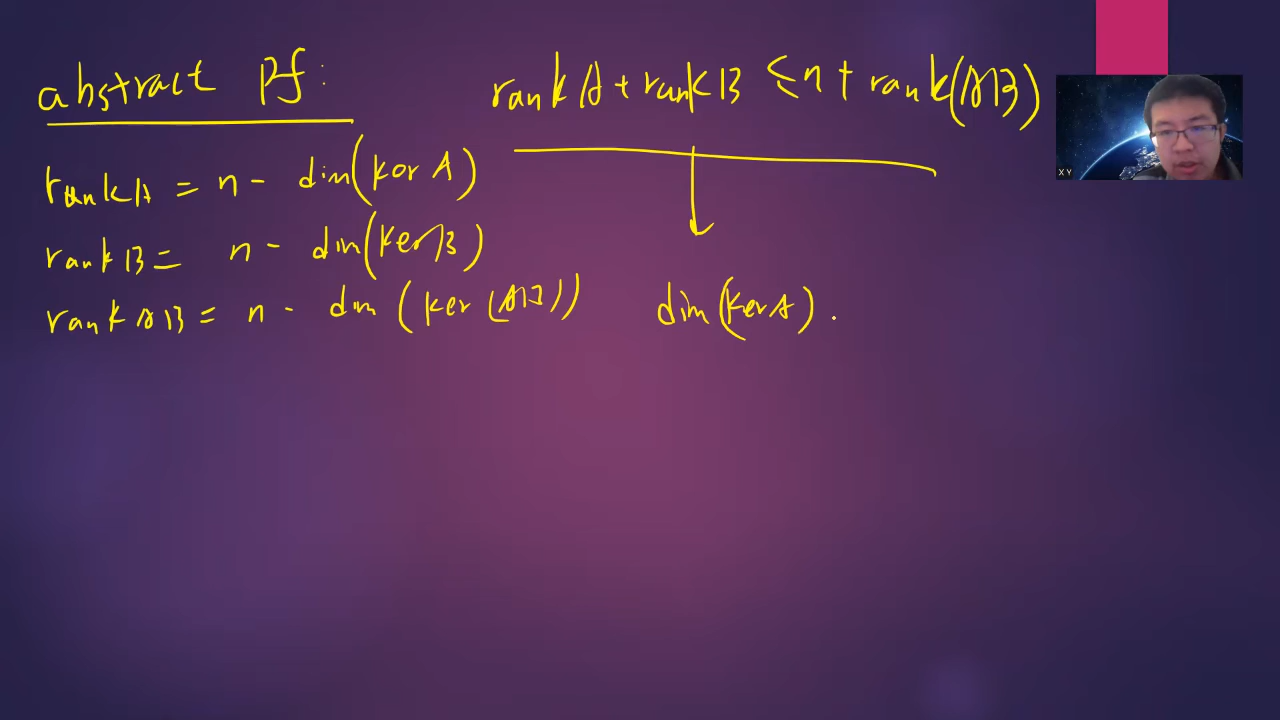 abstract Pf:
rank A + rank B ≤ n + rank(AB)
rank A = n - dim(ker A)
rank B = n - dim(ker B)
rank AB = n - dim (ker (AB))
dim(ker A) .
X Y